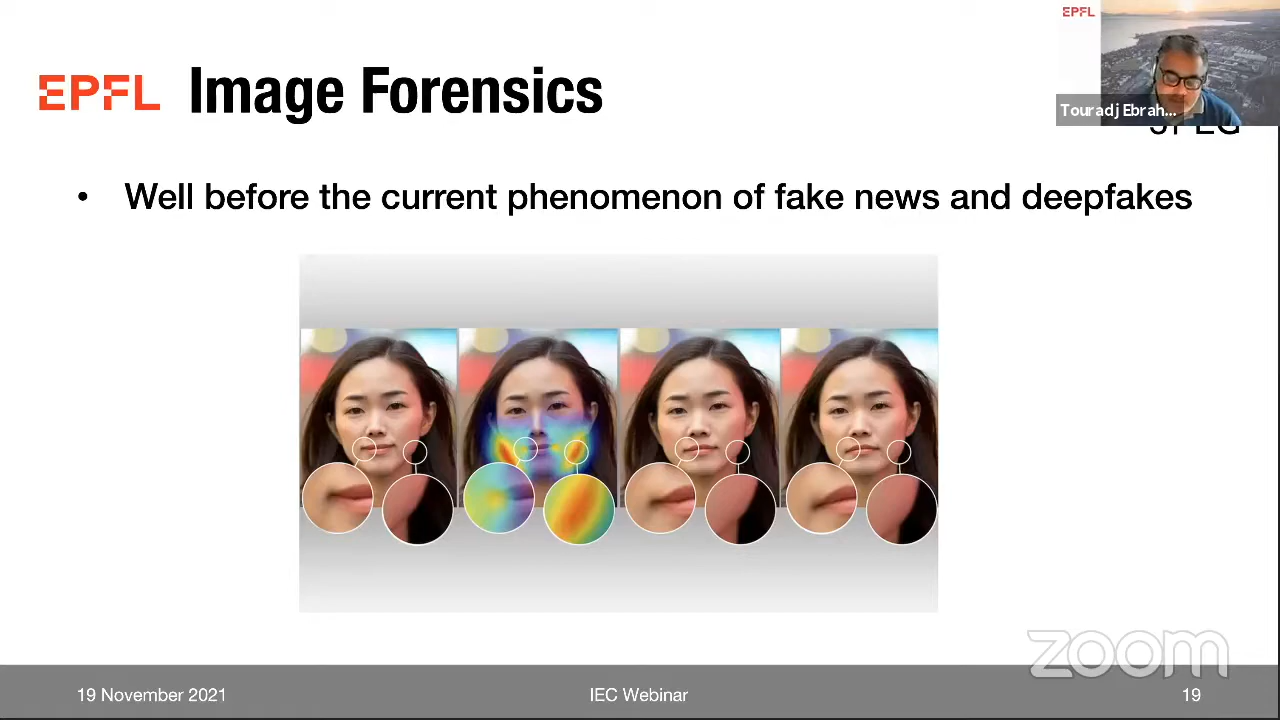 EPFL
EPFL Image Forensics
Touradj Ebrah...
JPEG
• Well before the current phenomenon of fake news and deepfakes
zoom
19 November 2021
IEC Webinar
19